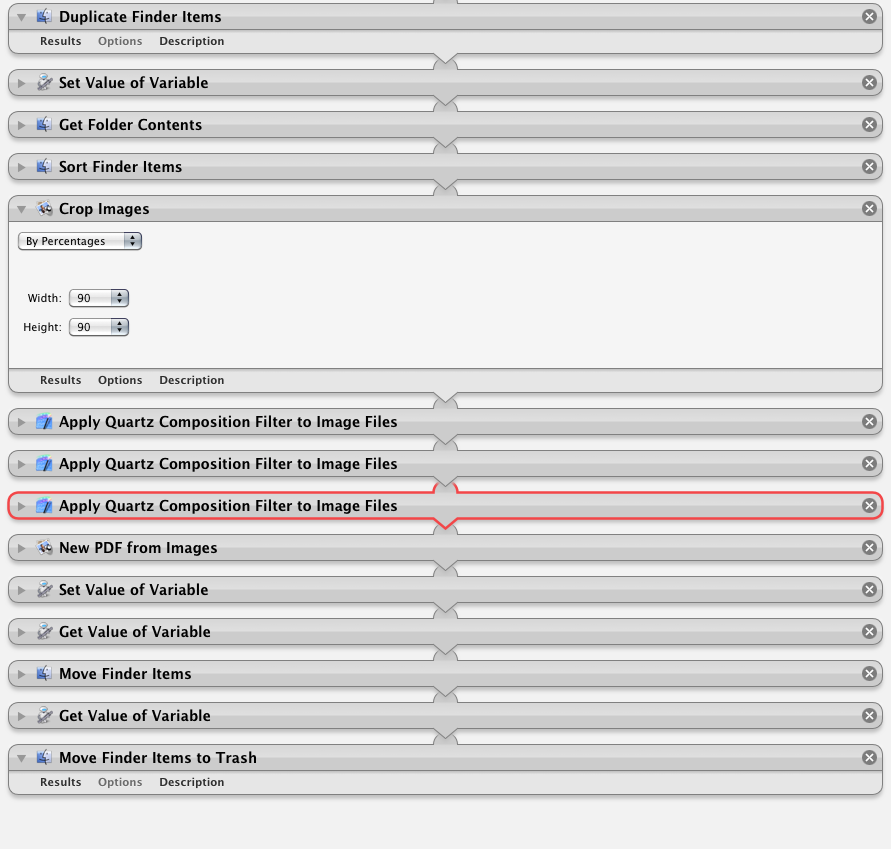 Duplicate Finder Items
Results Options Description
Set Value of Variable
Get Folder Contents
Sort Finder Items
Crop Images
By Percentages
Width: 90
Height: 90
Results Options Description
Apply Quartz Composition Filter to Image Files
Apply Quartz Composition Filter to Image Files
Apply Quartz Composition Filter to Image Files
New PDF from Images
Set Value of Variable
Get Value of Variable
Move Finder Items
Get Value of Variable
Move Finder Items to Trash
Results Options Description